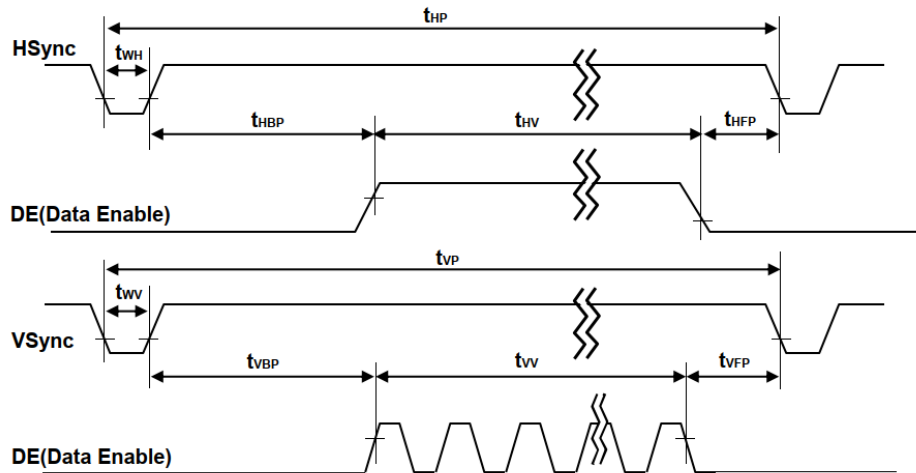 tHP
HSync
tWH
tHBP
tHV
tHFP
DE(Data Enable)
tVP
tWV
VSync
tVBP
tVV
tVFP
DE(Data Enable)